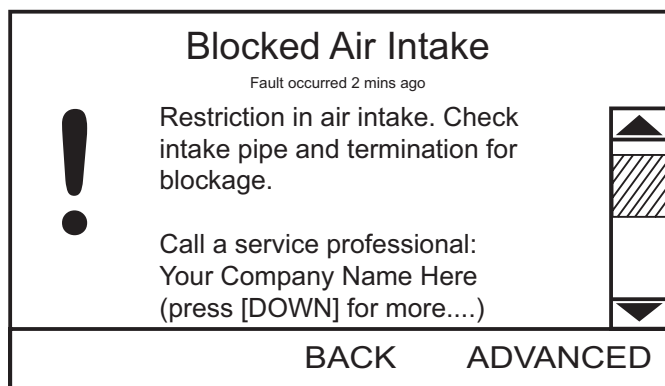 Blocked Air Intake
Fault occurred 2 mins ago
Restriction in air intake. Check
intake pipe and termination for
blockage.
Call a service professional:
Your Company Name Here
(press [DOWN] for more....)
BACK ADVANCED